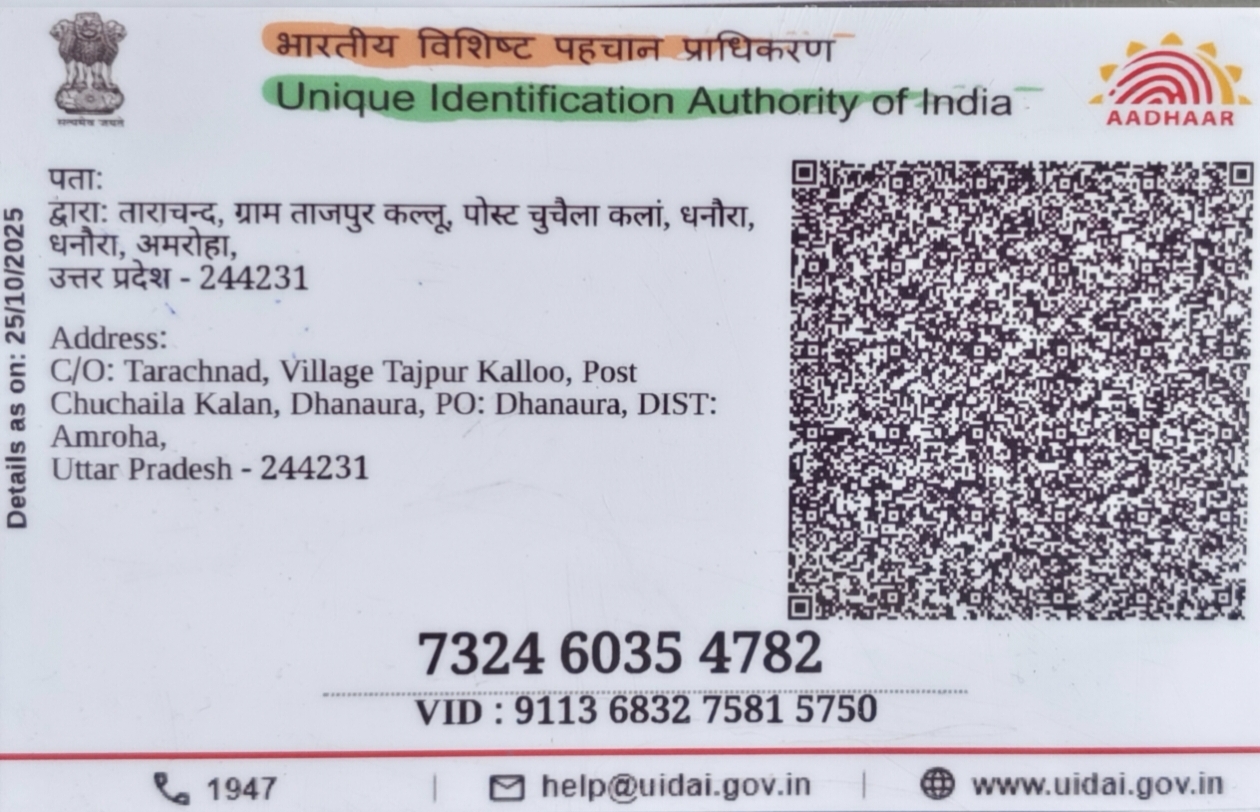 सत्यमेव जयते
भारतीय विशिष्ट पहचान प्राधिकरण
Unique Identification Authority of India
AADHAAR
Details as on: 25/10/2025
पता:
द्वारा: ताराचन्द, ग्राम ताजपुर कल्लू, पोस्ट चुचैला कलां, धनौरा,
धनौरा, अमरोहा,
उत्तर प्रदेश - 244231
Address:
C/O: Tarachnad, Village Tajpur Kalloo, Post
Chuchaila Kalan, Dhanaura, PO: Dhanaura, DIST:
Amroha,
Uttar Pradesh - 244231
7324 6035 4782
VID : 9113 6832 7581 5750
1947 | help@uidai.gov.in | www.uidai.gov.in